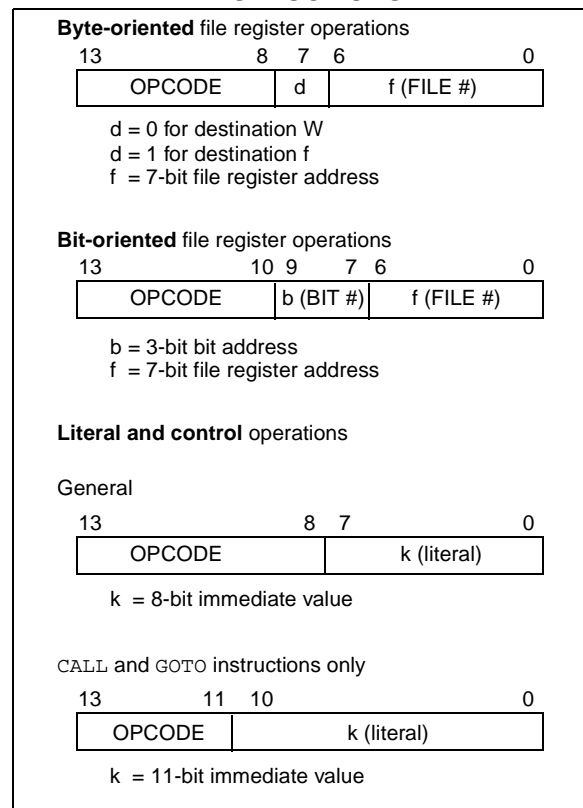 Byte-oriented file register operations
13 8 7 6 0
OPCODE d f (FILE #)
d = 0 for destination W
d = 1 for destination f
f = 7-bit file register address
Bit-oriented file register operations
13 10 9 7 6 0
OPCODE b (BIT #) f (FILE #)
b = 3-bit bit address
f = 7-bit file register address
Literal and control operations
General
13 8 7 0
OPCODE k (literal)
k = 8-bit immediate value
CALL and GOTO instructions only
13 11 10 0
OPCODE k (literal)
k = 11-bit immediate value